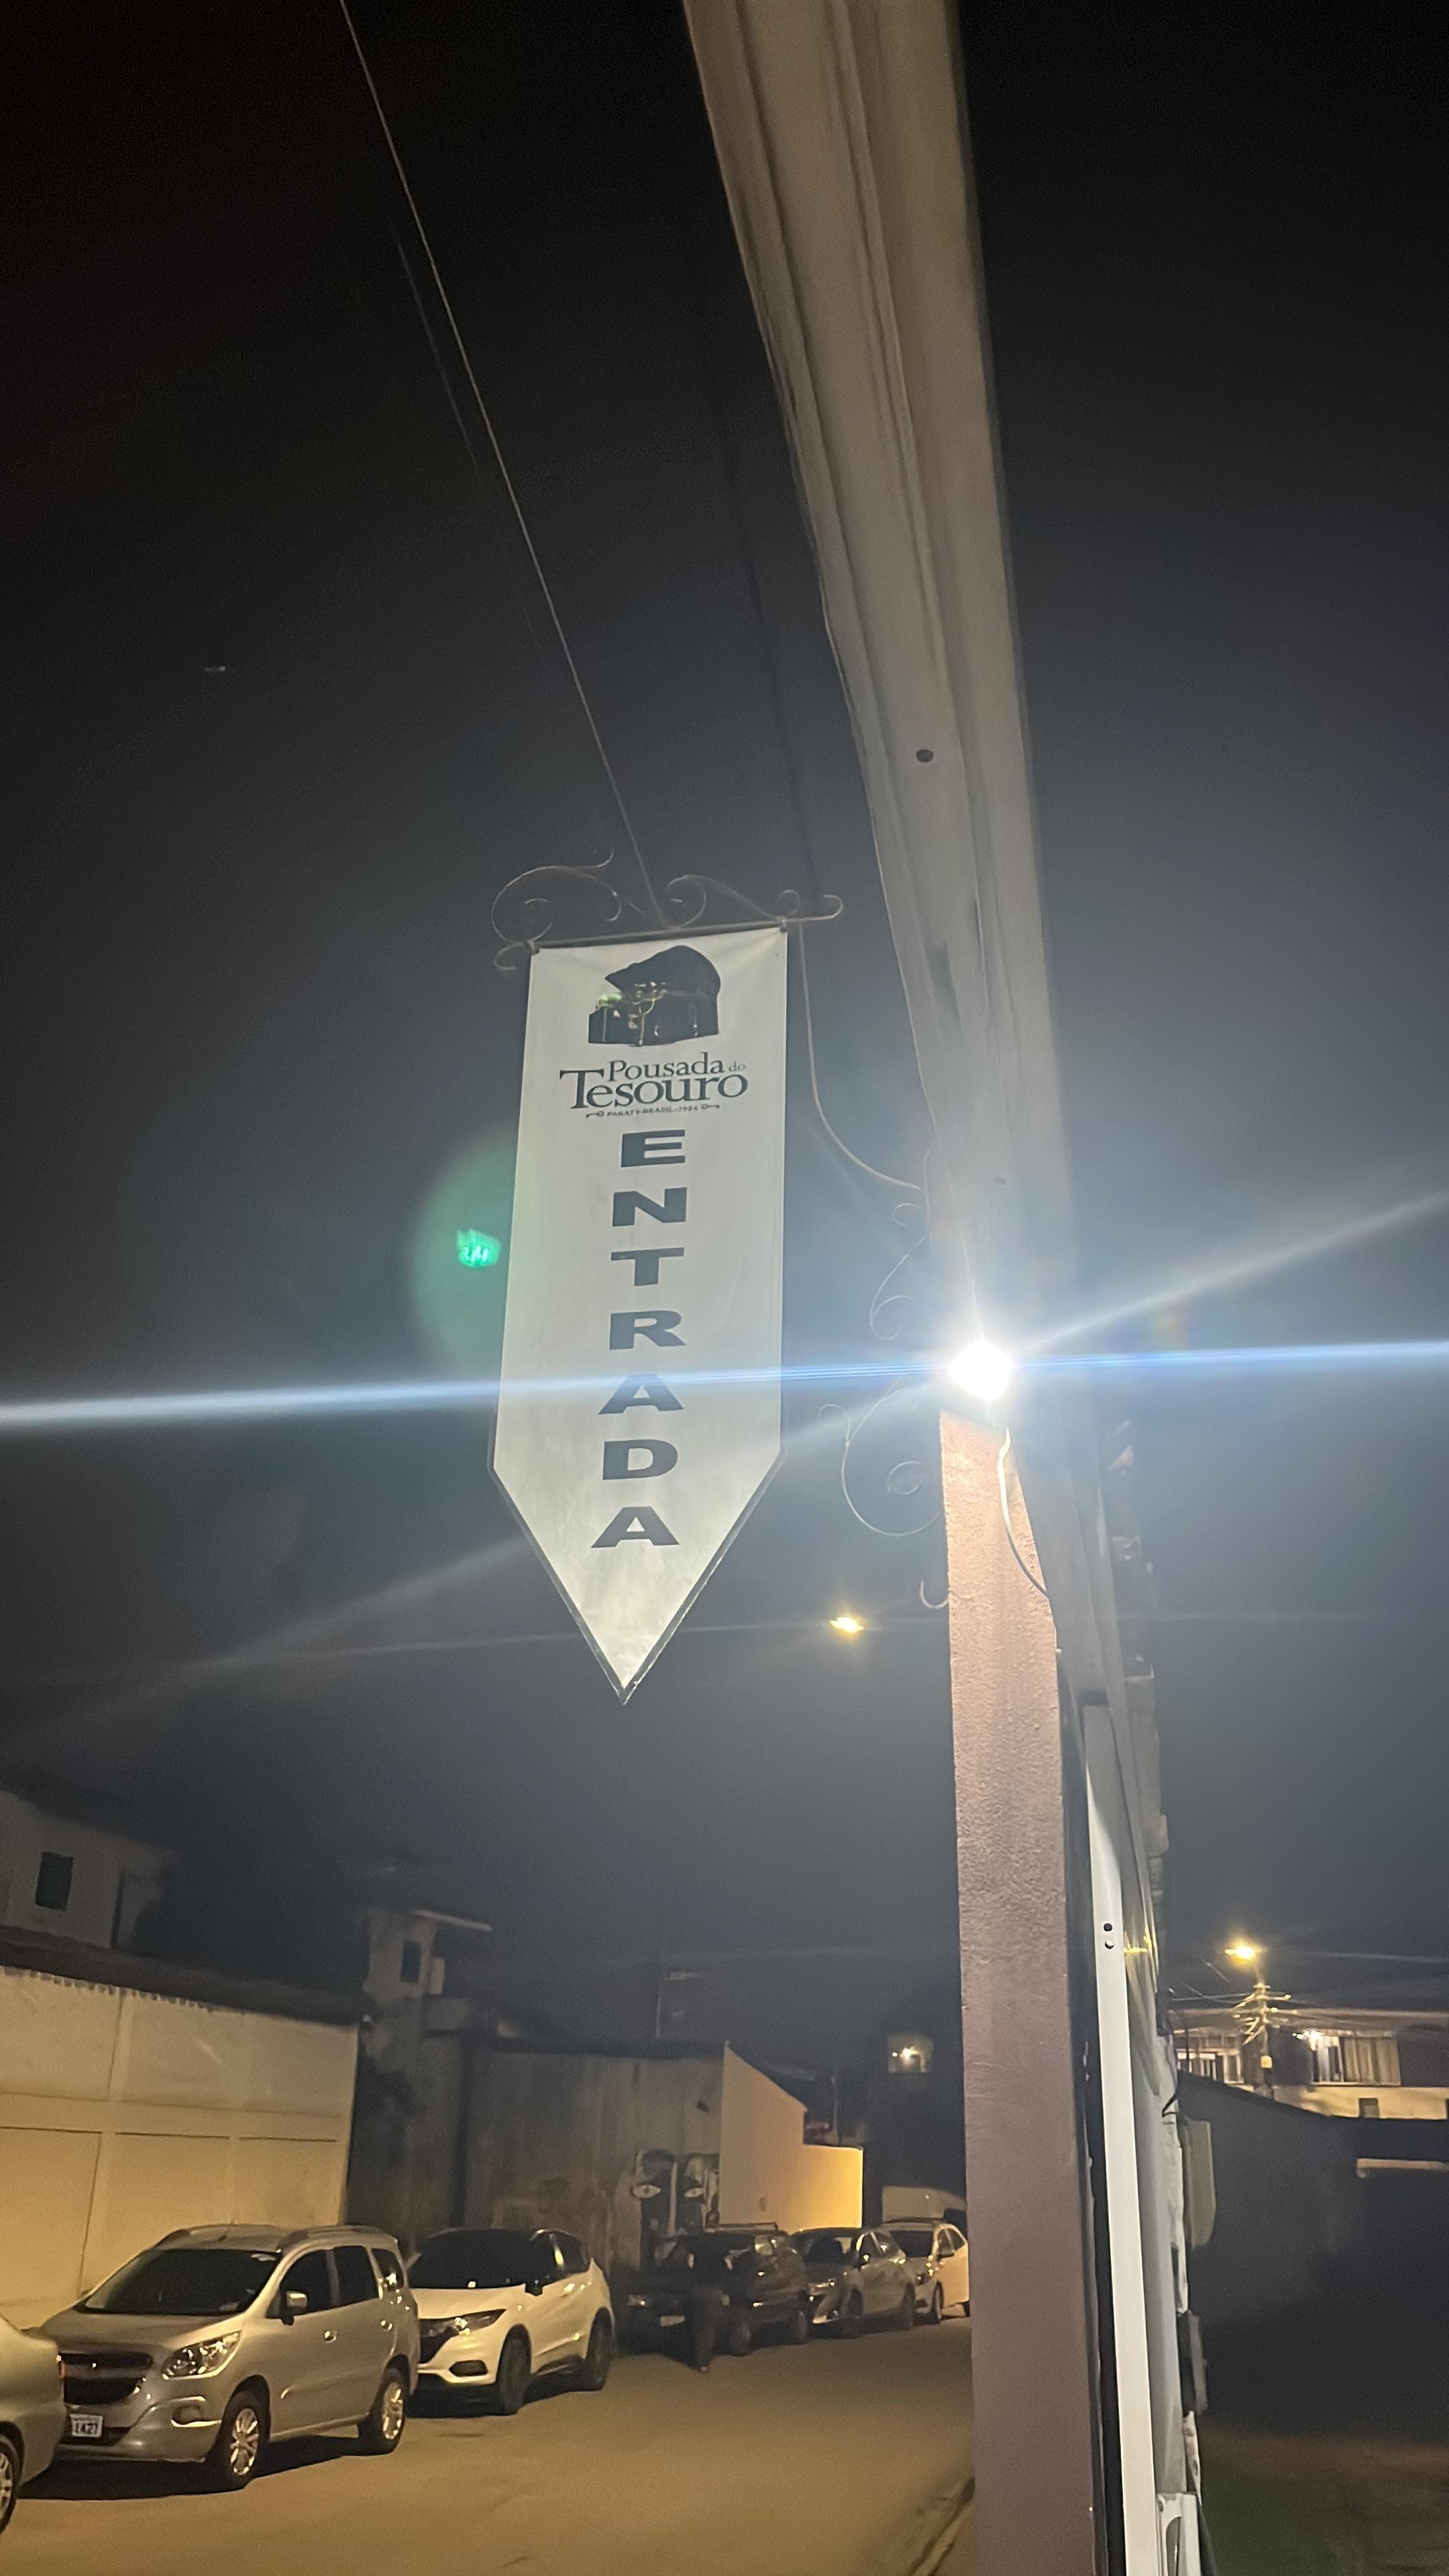 Pousada do
Tesouro
PARATY-BRASIL-1986
E
N
T
R
A
D
A